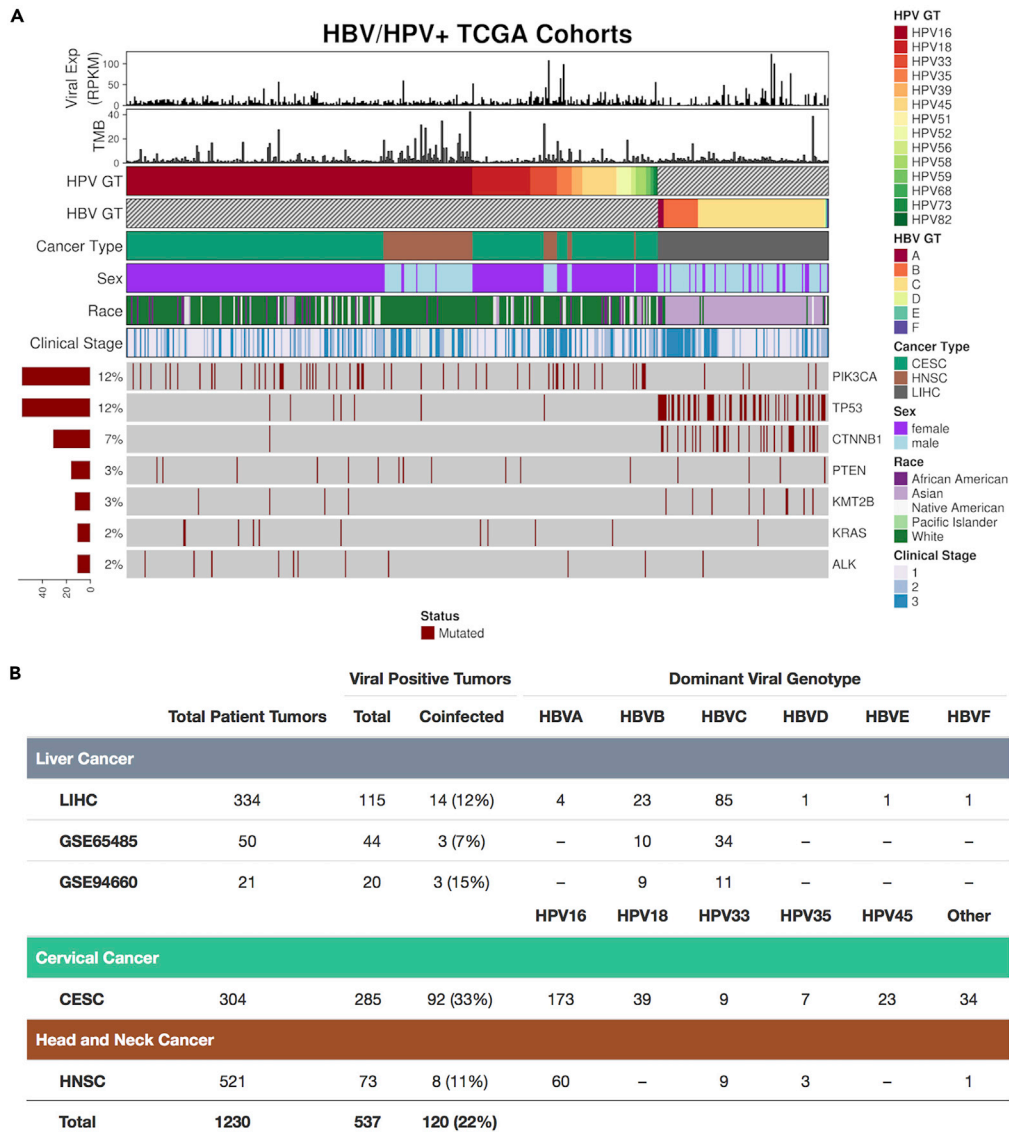 A
HBV/HPV+ TCGA Cohorts
Viral Exp
(RPKM)
100
50
0
TMB
40
20
0
HPV GT
HBV GT
Cancer Type
Sex
Race
Clinical Stage
12% PIK3CA
12% TP53
7% CTNNB1
3% PTEN
3% KMT2B
2% KRAS
2% ALK
40 20 0
Status
Mutated
HPV GT
HPV16
HPV18
HPV33
HPV35
HPV39
HPV45
HPV51
HPV52
HPV56
HPV58
HPV59
HPV68
HPV73
HPV82
HBV GT
A
B
C
D
E
F
Cancer Type
CESC
HNSC
LIHC
Sex
female
male
Race
African American
Asian
Native American
Pacific Islander
White
Clinical Stage
1
2
3
B
Viral Positive Tumors Dominant Viral Genotype
Total Patient Tumors Total Coinfected HBVA HBVB HBVC HBVD HBVE HBVF
Liver Cancer
LIHC 334 115 14 (12%) 4 23 85 1 1 1
GSE65485 50 44 3 (7%) – 10 34 – – –
GSE94660 21 20 3 (15%) – 9 11 – – –
HPV16 HPV18 HPV33 HPV35 HPV45 Other
Cervical Cancer
CESC 304 285 92 (33%) 173 39 9 7 23 34
Head and Neck Cancer
HNSC 521 73 8 (11%) 60 – 9 3 – 1
Total 1230 537 120 (22%)